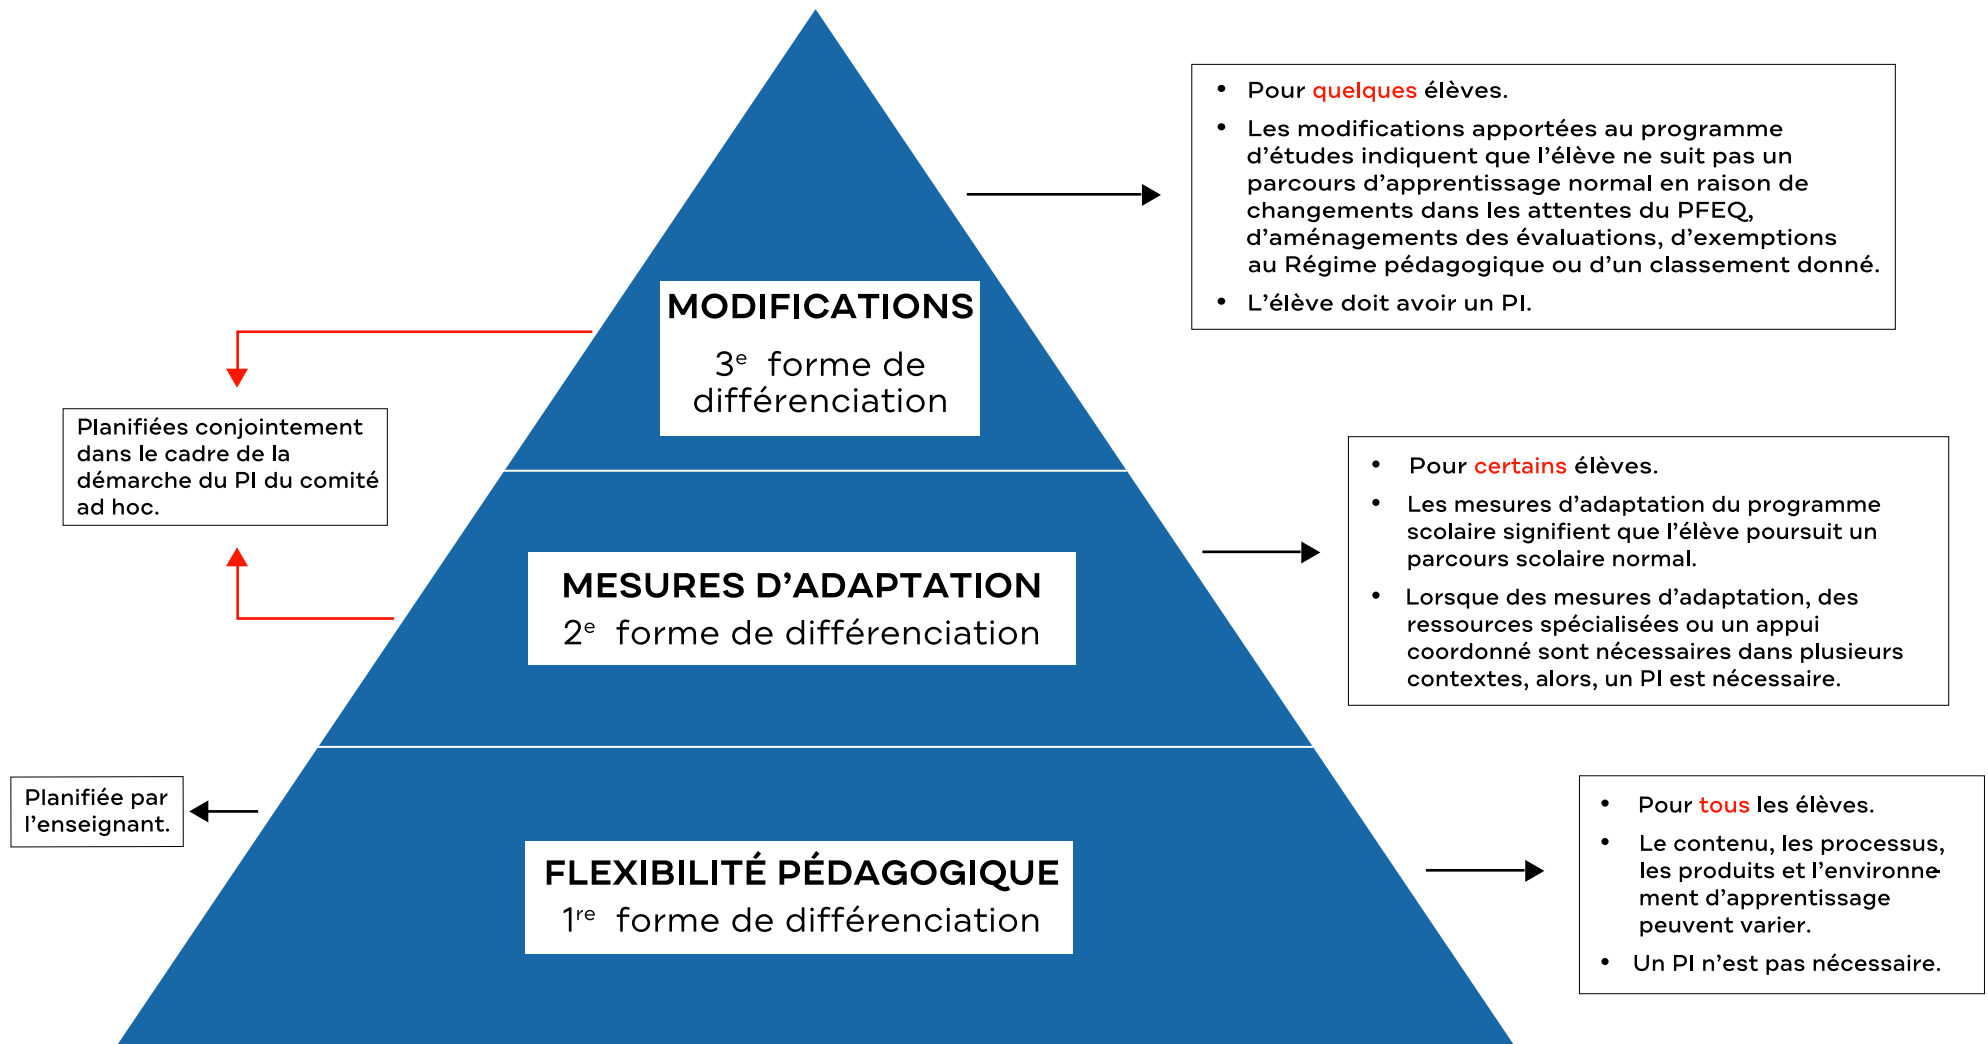 • Pour quelques élèves.
• Les modifications apportées au programme
d’études indiquent que l’élève ne suit pas un
parcours d’apprentissage normal en raison de
changements dans les attentes du PFEQ,
d’aménagements des évaluations, d’exemptions
au Régime pédagogique ou d’un classement donné.
• L’élève doit avoir un PI.
MODIFICATIONS
3e forme de
différenciation
Planifiées conjointement
dans le cadre de la
démarche du PI du comité
ad hoc.
• Pour certains élèves.
• Les mesures d’adaptation du programme
scolaire signifient que l’élève poursuit un
parcours scolaire normal.
• Lorsque des mesures d’adaptation, des
ressources spécialisées ou un appui
coordonné sont nécessaires dans plusieurs
contextes, alors, un PI est nécessaire.
MESURES D’ADAPTATION
2e forme de différenciation
Planifiée par
l’enseignant.
• Pour tous les élèves.
• Le contenu, les processus,
les produits et l’environne-
ment d’apprentissage
peuvent varier.
• Un PI n’est pas nécessaire.
FLEXIBILITÉ PÉDAGOGIQUE
1re forme de différenciation